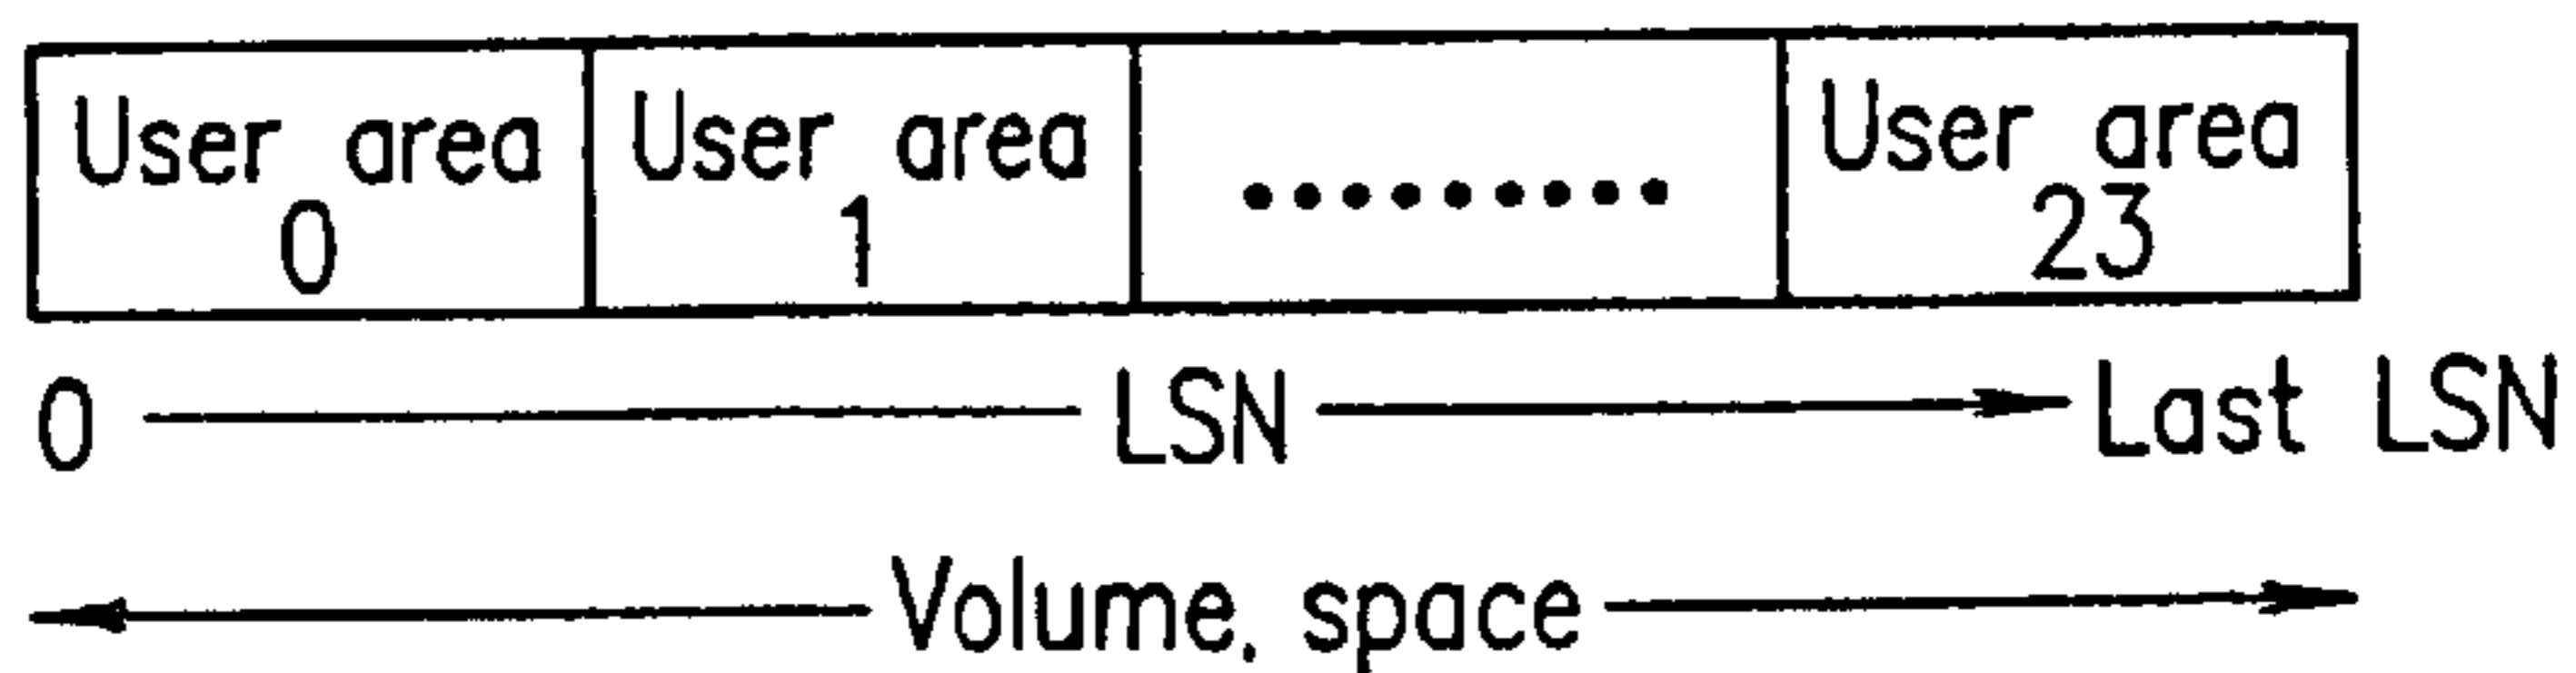 User area User area ......... User area
0 1 23
0 LSN Last LSN
Volume, space